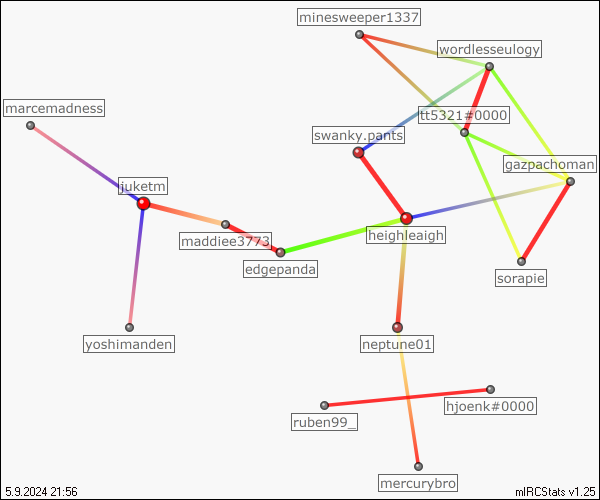 minesweeper1337
wordlesseulogy
marcemadness
tt5321#0000
swanky.pants
gazpachoman
juketm
maddiee3773
heighleaigh
edgepanda
sorapie
yoshimanden
neptune01
hjoenk#0000
ruben99_
mercurybro
5.9.2024 21:56
mIRCStats v1.25